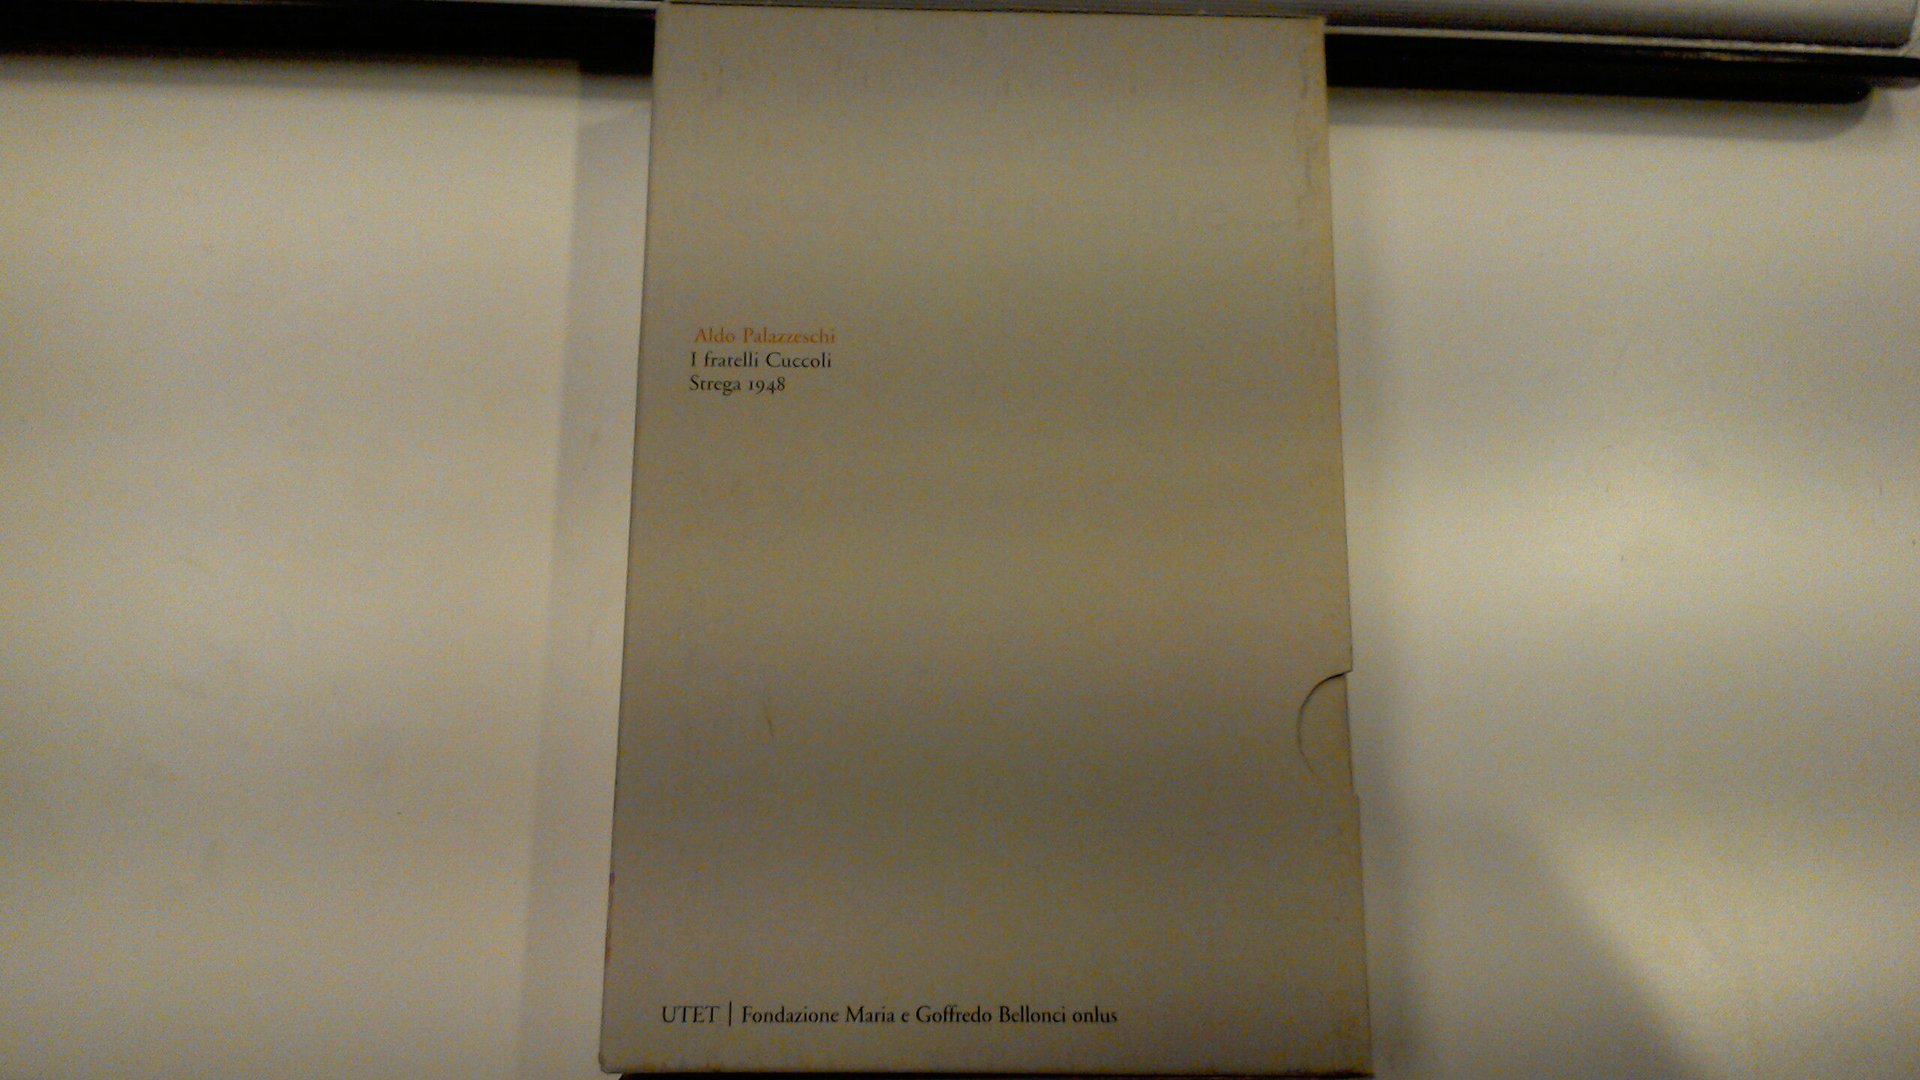 Aldo Palazzeschi
I fratelli Cuccoli
Strega 1948
UTET | Fondazione Maria e Goffredo Bellonci onlus